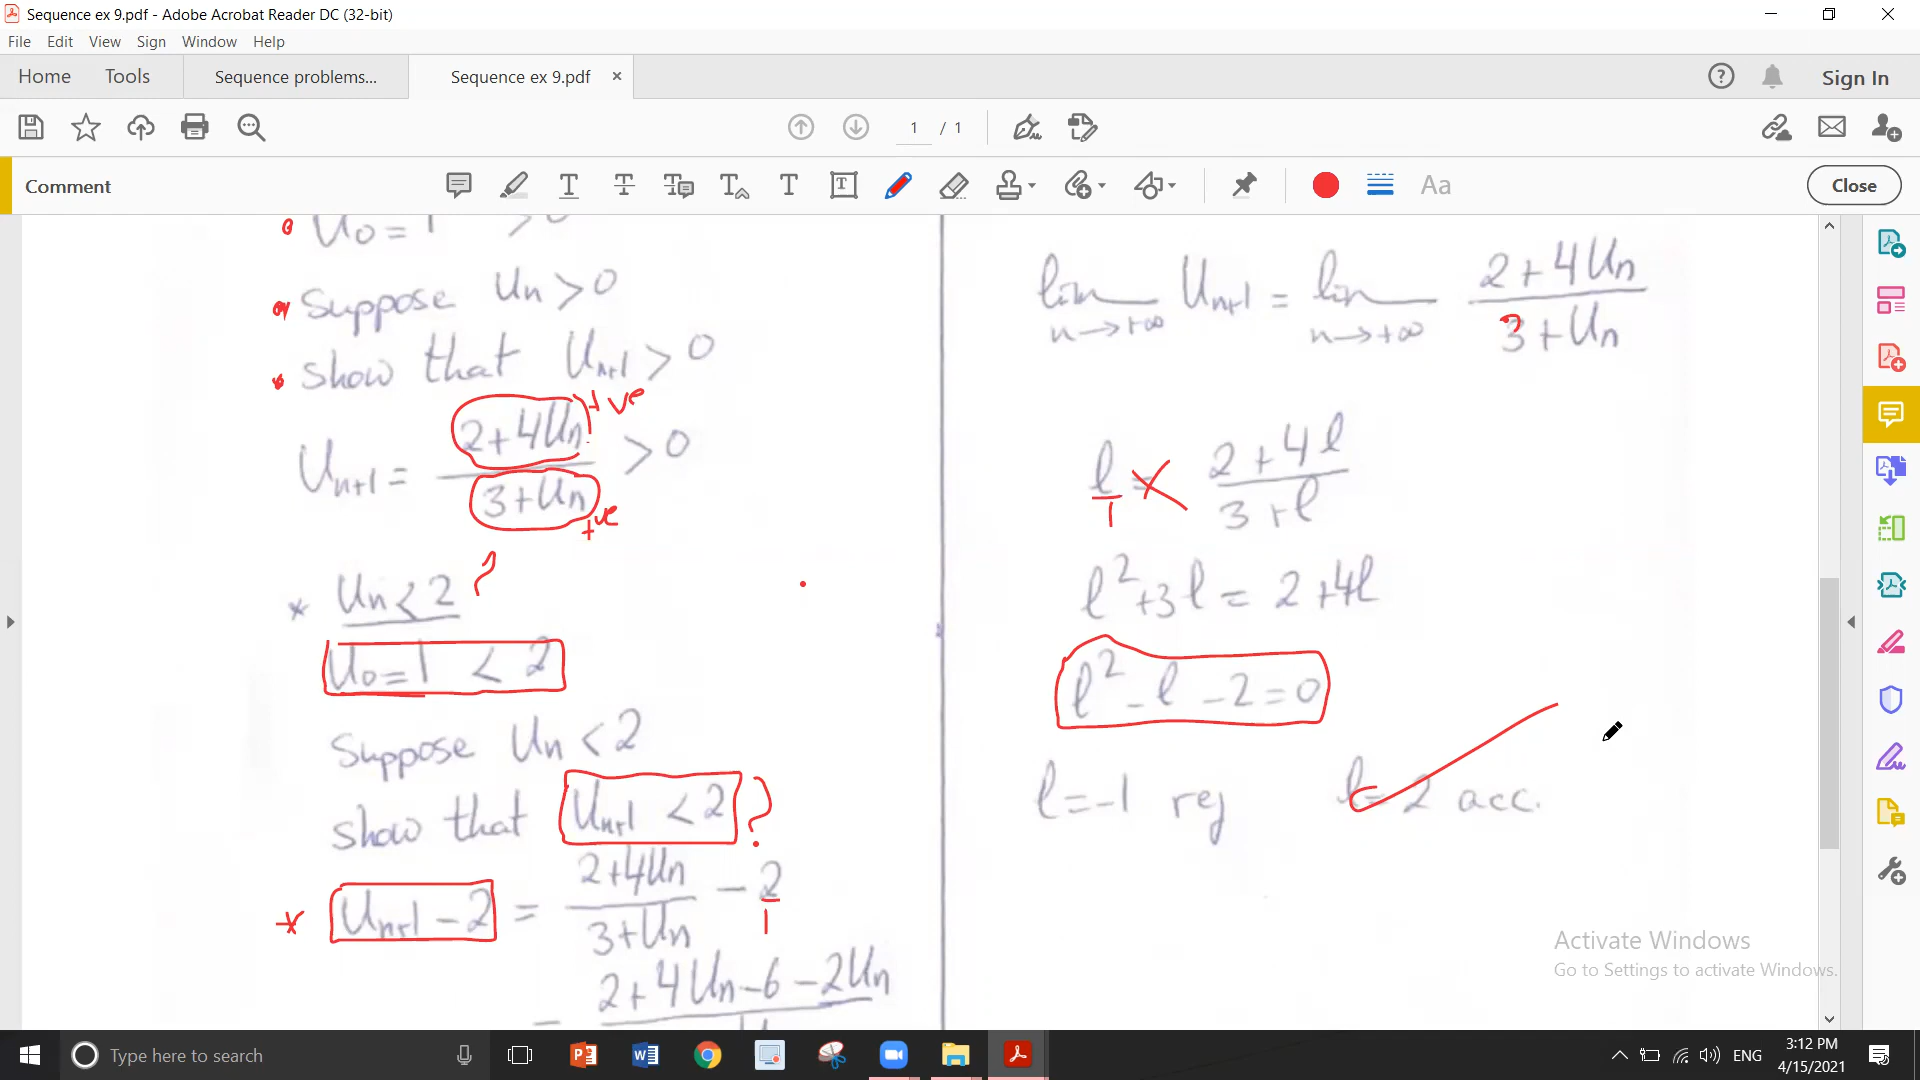 Sequence ex 9.pdf - Adobe Acrobat Reader DC (32-bit)
File Edit View Sign Window Help
Home Tools Sequence problems... Sequence ex 9.pdf × Sign In
1 / 1
Comment Aa Close
U₀ = 1 > 0
Suppose Un > 0
show that Un+1 > 0
+ve
Un+1 = (2+4Un)/(3+Un) > 0
+ve
* Un < 2 ?
U₀ = 1 < 2
Suppose Un < 2
show that Un+1 < 2 ?
* Un+1 - 2 = (2+4Un)/(3+Un) - 2/1
= 2+4Un-6-2Un
lim n→+∞ Un+1 = lim n→+∞ (2+4Un)/(3+Un)
l/1 = (2+4l)/(3+l)
l²+3l = 2+4l
l² - l - 2 = 0
l = -1 rej l = 2 acc.
Activate Windows
Go to Settings to activate Windows.
Type here to search
ENG
3:12 PM
4/15/2021